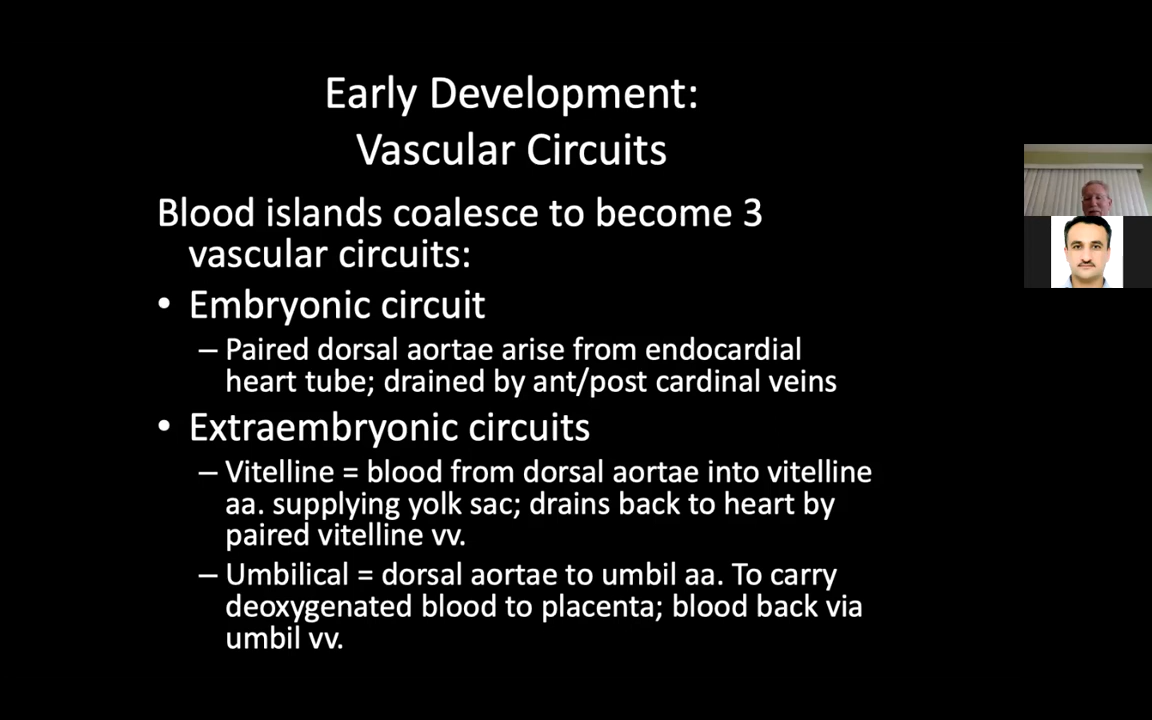 Early Development:
Vascular Circuits
Blood islands coalesce to become 3
vascular circuits:
• Embryonic circuit
– Paired dorsal aortae arise from endocardial
heart tube; drained by ant/post cardinal veins
• Extraembryonic circuits
– Vitelline = blood from dorsal aortae into vitelline
aa. supplying yolk sac; drains back to heart by
paired vitelline vv.
– Umbilical = dorsal aortae to umbil aa. To carry
deoxygenated blood to placenta; blood back via
umbil vv.